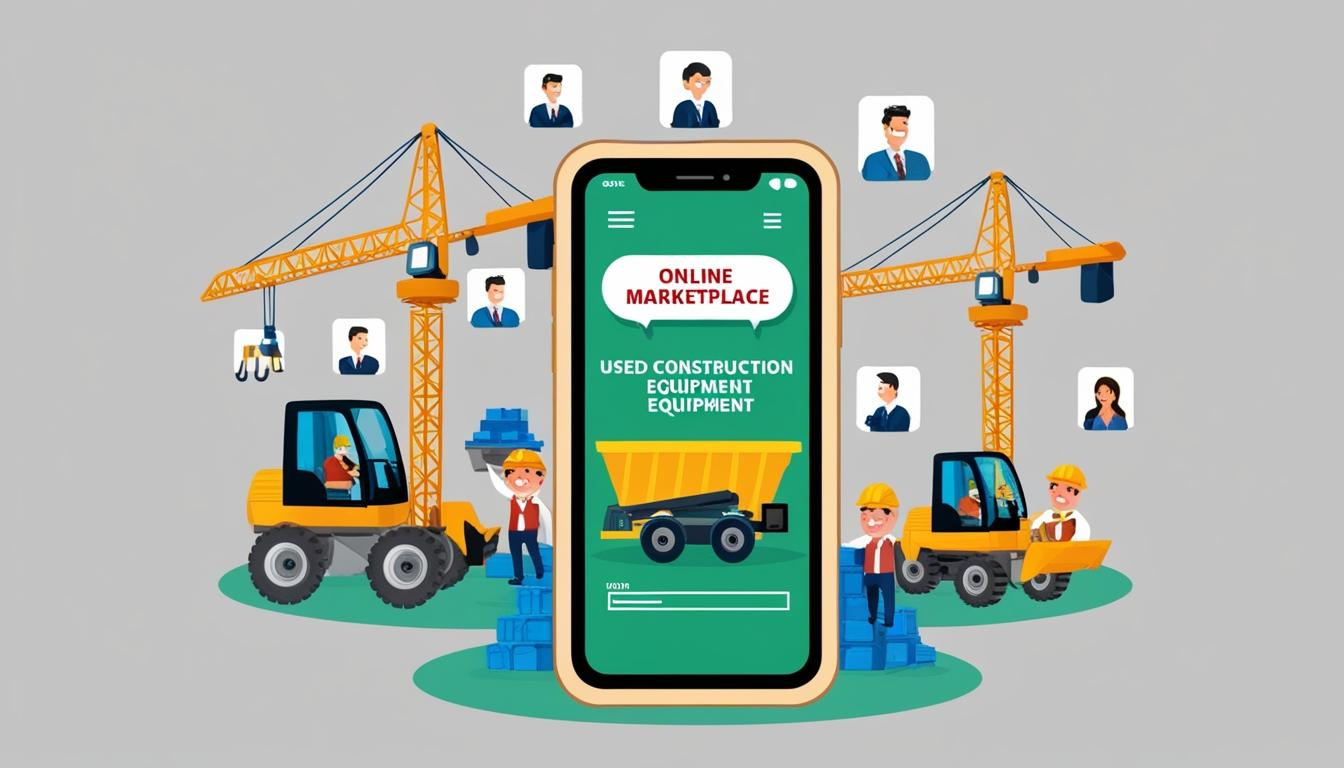 ONLINE
MARKETPLACE
USED CONSTRUCTION
EQUIPMENT
EQUIPMENT